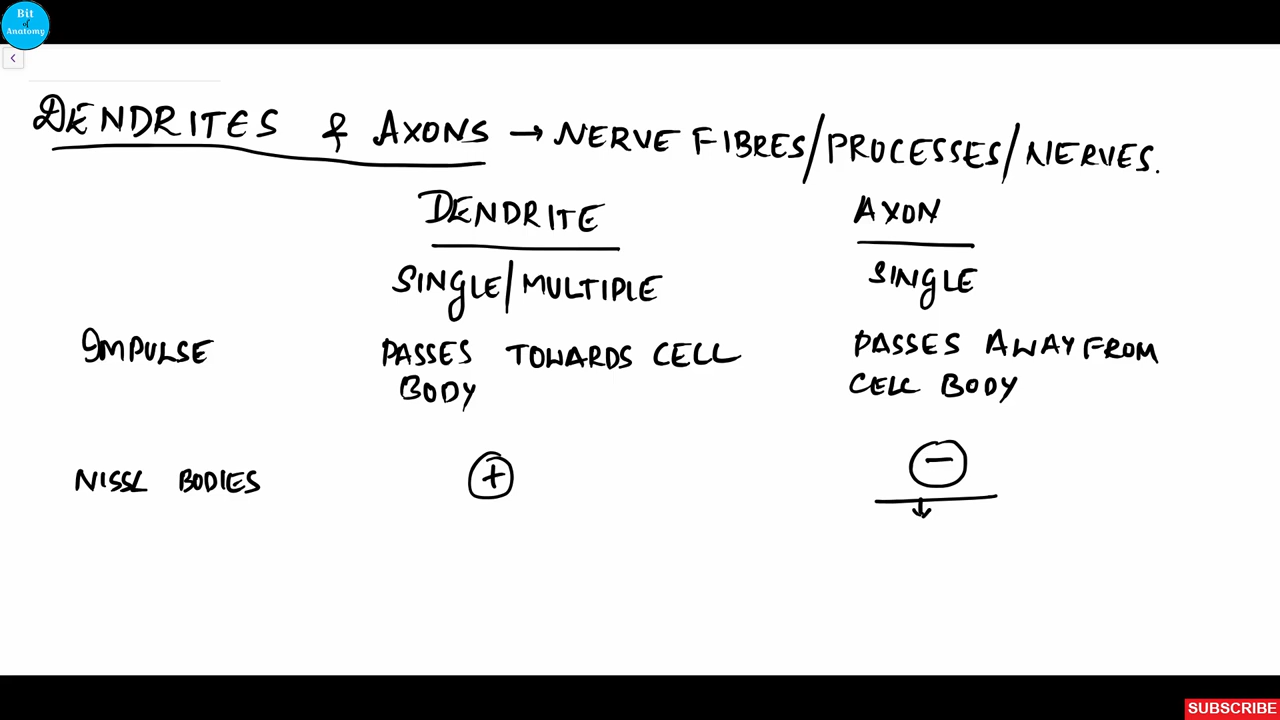 Bit
of
Anatomy
DENDRITES & AXONS → NERVE FIBRES/PROCESSES/NERVES.
DENDRITE AXON
SINGLE/MULTIPLE SINGLE
IMPULSE PASSES TOWARDS CELL BODY PASSES AWAY FROM CELL BODY
NISSL BODIES + −
SUBSCRIBE